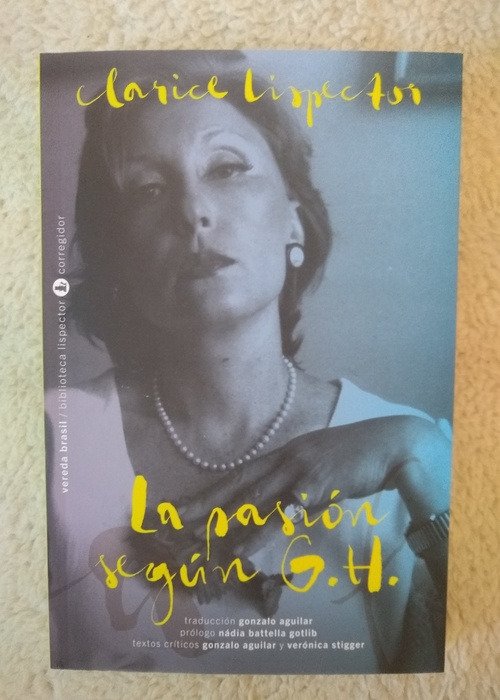 clarice lispector
vereda brasil / biblioteca lispector corregidor
La pasión
según G.H.
traducción gonzalo aguilar
prólogo nádia battella gotlib
textos críticos gonzalo aguilar y verónica stigger